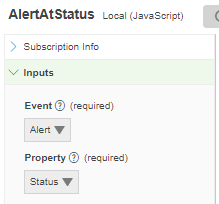 AlertAtStatus Local (JavaScript)
Subscription Info
Inputs
Event ? (required)
Alert
Property ? (required)
Status